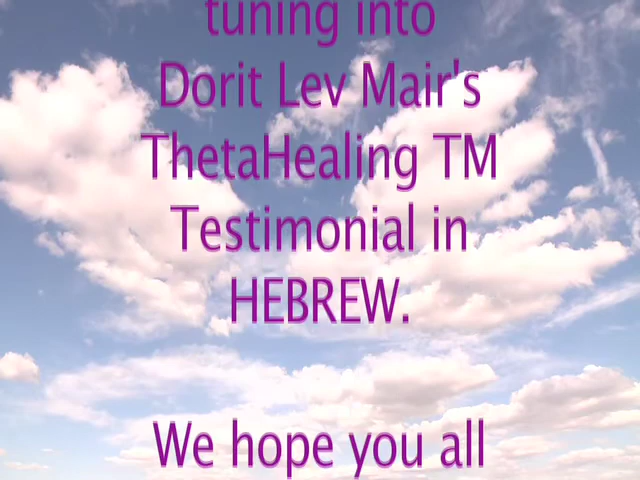 tuning into
Dorit Lev Mair's
ThetaHealing TM
Testimonial in
HEBREW.
We hope you all